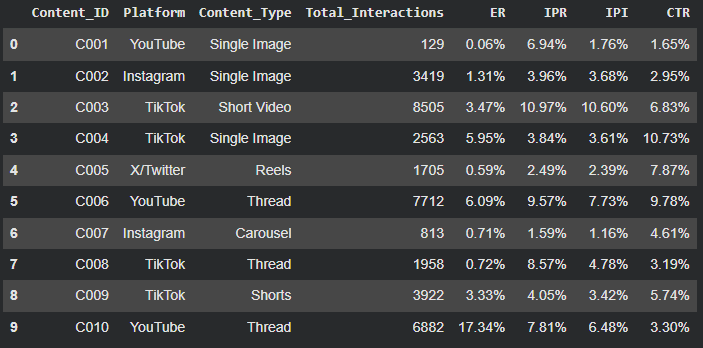 Content_ID Platform Content_Type Total_Interactions ER IPR IPI CTR
0 C001 YouTube Single Image 129 0.06% 6.94% 1.76% 1.65%
1 C002 Instagram Single Image 3419 1.31% 3.96% 3.68% 2.95%
2 C003 TikTok Short Video 8505 3.47% 10.97% 10.60% 6.83%
3 C004 TikTok Single Image 2563 5.95% 3.84% 3.61% 10.73%
4 C005 X/Twitter Reels 1705 0.59% 2.49% 2.39% 7.87%
5 C006 YouTube Thread 7712 6.09% 9.57% 7.73% 9.78%
6 C007 Instagram Carousel 813 0.71% 1.59% 1.16% 4.61%
7 C008 TikTok Thread 1958 0.72% 8.57% 4.78% 3.19%
8 C009 TikTok Shorts 3922 3.33% 4.05% 3.42% 5.74%
9 C010 YouTube Thread 6882 17.34% 7.81% 6.48% 3.30%